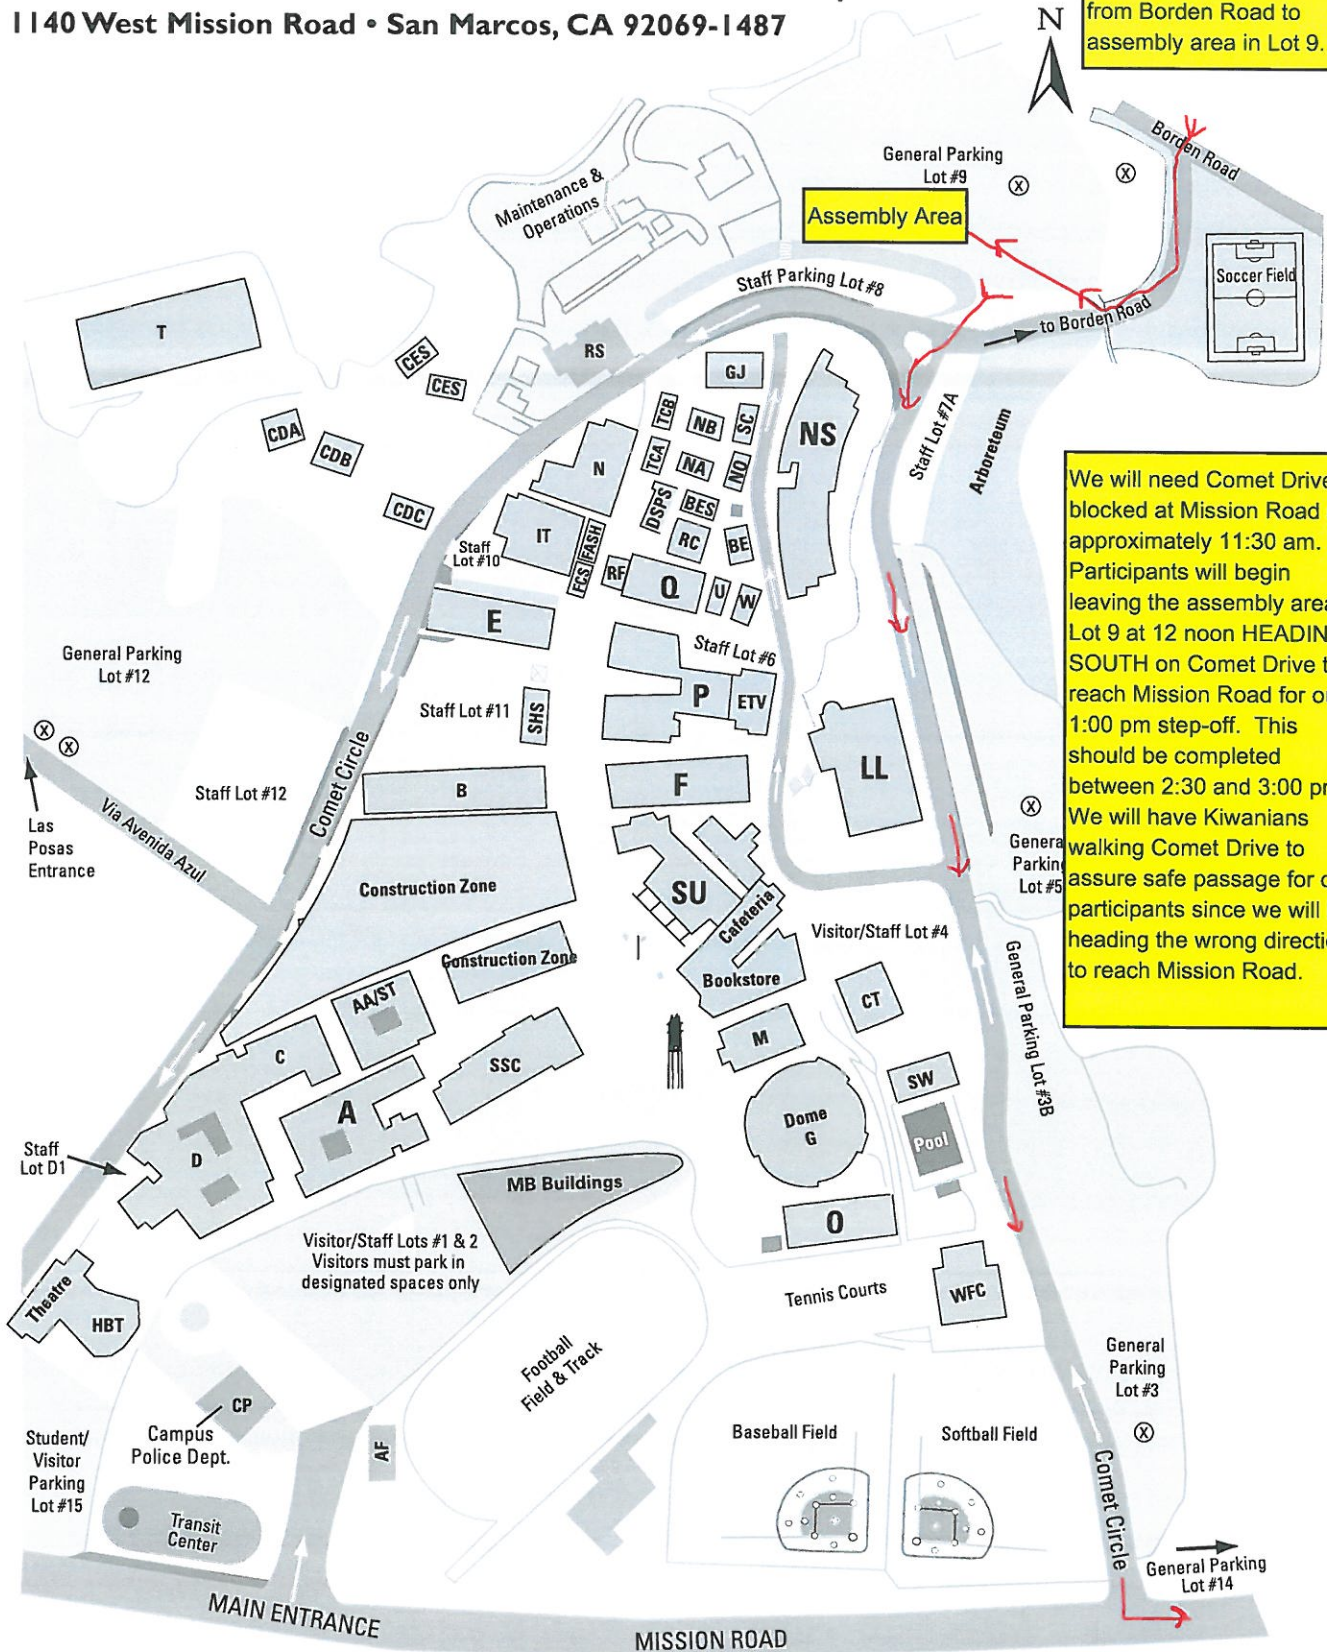 1140 West Mission Road • San Marcos, CA 92069-1487
N
from Borden Road to
assembly area in Lot 9.
Borden Road
General Parking
Lot #9
X
X
Maintenance &
Operations
Assembly Area
Soccer Field
Staff Parking Lot #8
to Borden Road
T
CES
CES
RS
GJ
NS
Staff Lot #7A
Arboreteum
CDA
CDB
CDC
TCB
NB
SC
N
TCA
NA
NO
DSPS
BES
IT
FASH
FCS
RC
BE
Staff
Lot #10
RF
Q
U
W
E
We will need Comet Drive
blocked at Mission Road
approximately 11:30 am.
Participants will begin
leaving the assembly area
Lot 9 at 12 noon HEADIN
SOUTH on Comet Drive t
reach Mission Road for o
1:00 pm step-off. This
should be completed
between 2:30 and 3:00 p
We will have Kiwanians
walking Comet Drive to
assure safe passage for o
participants since we will
heading the wrong directi
to reach Mission Road.
General Parking
Lot #12
Staff Lot #6
P
ETV
Staff Lot #11
SHS
X
X
Las
Posas
Entrance
Via Avenida Azul
Staff Lot #12
Comet Circle
B
F
LL
X
Genera
Parking
Lot #5
Construction Zone
SU
Cafeteria
Visitor/Staff Lot #4
Construction Zone
Bookstore
AA/ST
CT
General Parking Lot #3B
C
SSC
M
A
SW
Dome
G
Pool
Staff
Lot D1
D
MB Buildings
O
Visitor/Staff Lots #1 & 2
Visitors must park in
designated spaces only
Tennis Courts
WFC
Theatre
HBT
Football
Field & Track
General
Parking
Lot #3
X
CP
Campus
Police Dept.
AF
Baseball Field
Softball Field
Student/
Visitor
Parking
Lot #15
Transit
Center
Comet Circle
General Parking
Lot #14
MAIN ENTRANCE
MISSION ROAD